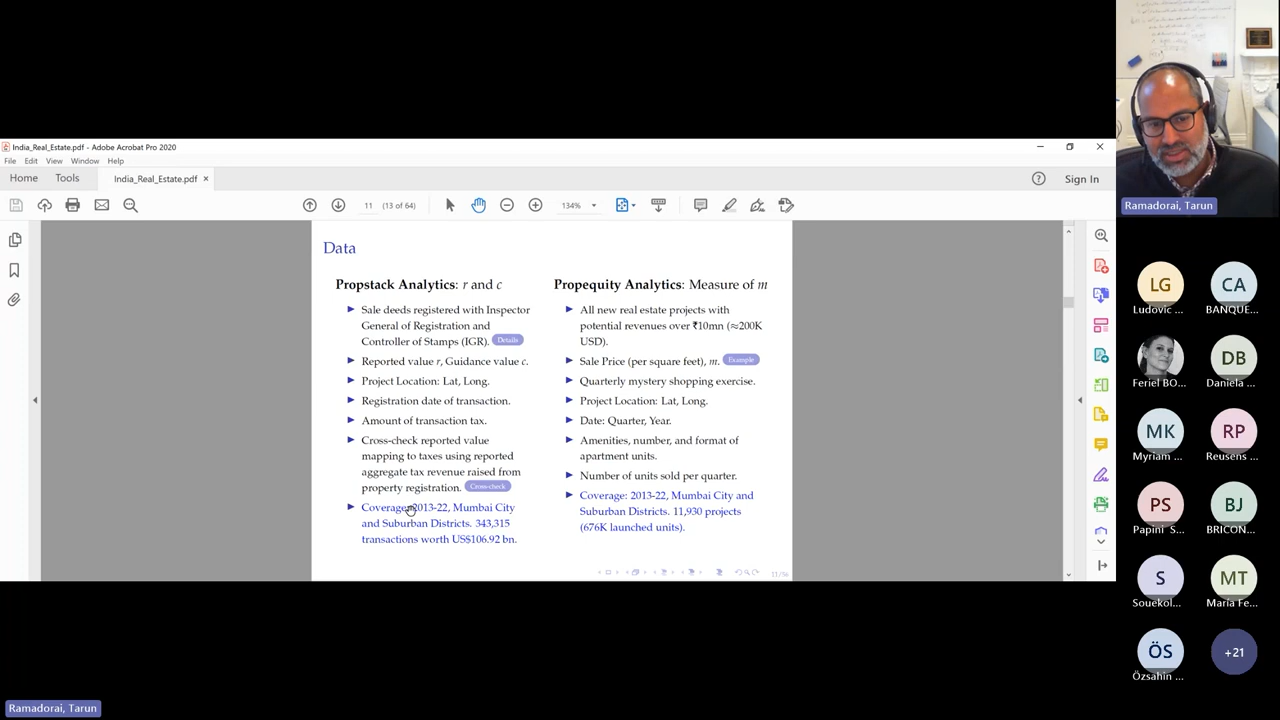 India_Real_Estate.pdf - Adobe Acrobat Pro 2020
File Edit View Window Help
Home Tools India_Real_Estate.pdf × Sign In
11 (13 of 64) 134%
Data
Propstack Analytics: r and c
Sale deeds registered with Inspector
General of Registration and
Controller of Stamps (IGR). Details
Reported value r, Guidance value c.
Project Location: Lat, Long.
Registration date of transaction.
Amount of transaction tax.
Cross-check reported value
mapping to taxes using reported
aggregate tax revenue raised from
property registration. Cross-check
Coverage: 2013-22, Mumbai City
and Suburban Districts. 343,315
transactions worth US$106.92 bn.
Propequity Analytics: Measure of m
All new real estate projects with
potential revenues over ₹10mn (≈200K
USD).
Sale Price (per square feet), m. Example
Quarterly mystery shopping exercise.
Project Location: Lat, Long.
Date: Quarter, Year.
Amenities, number, and format of
apartment units.
Number of units sold per quarter.
Coverage: 2013-22, Mumbai City and
Suburban Districts. 11,930 projects
(676K launched units).
Ramadorai, Tarun
LG CA
Ludovic ... BANQUE...
DB
Feriel BO... Daniela ...
MK RP
Myriam ... Reusens ...
PS BJ
Papini S... BRICON...
S MT
Souekol... Maria Fe...
ÖS +21
Özsahin ...
Ramadorai, Tarun